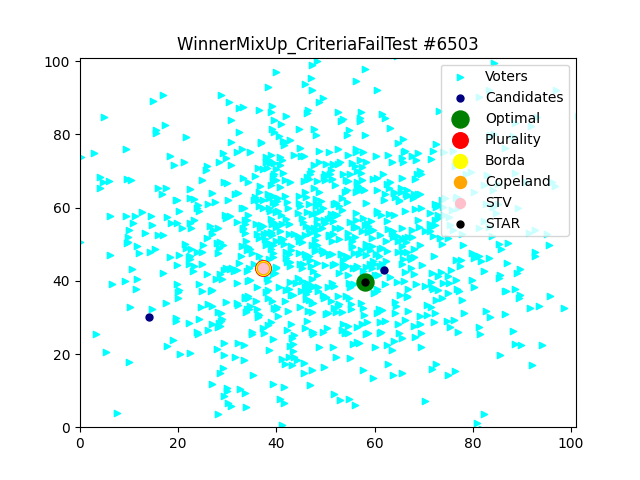 WinnerMixUp_CriteriaFailTest #6503
100
80
60
40
20
0
0
20
40
60
80
100
Voters
Candidates
Optimal
Plurality
Borda
Copeland
STV
STAR